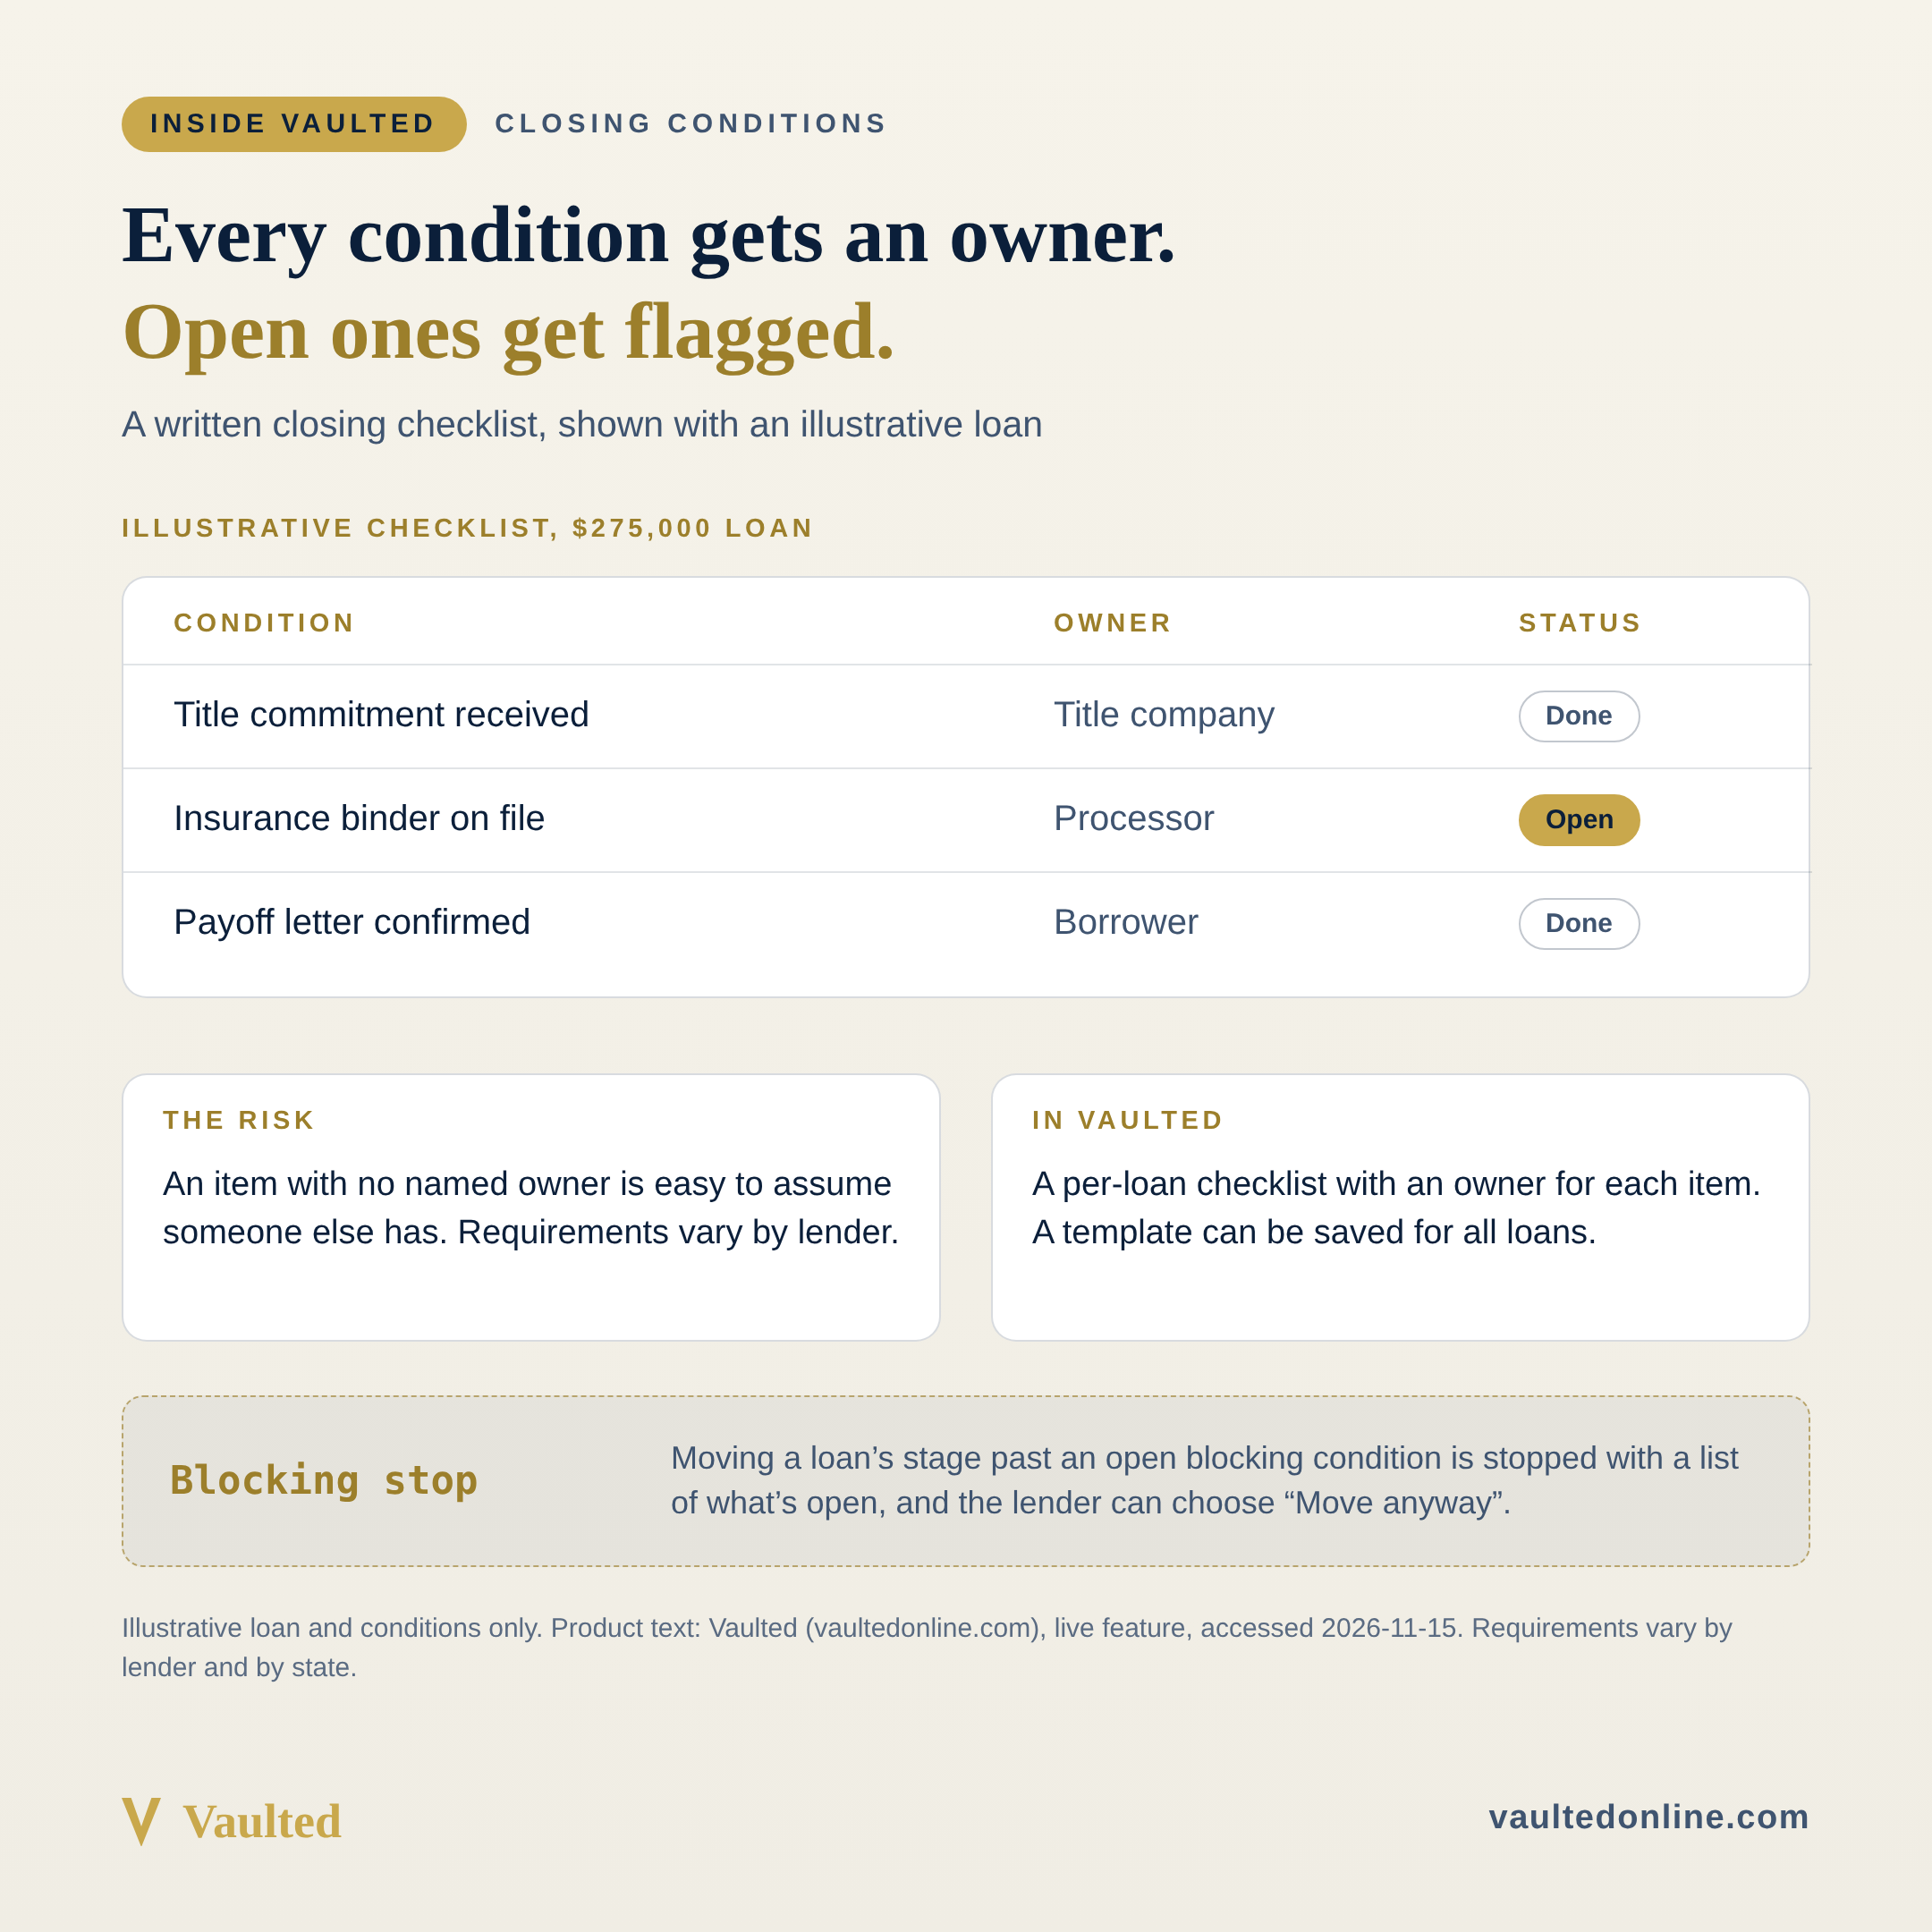 INSIDE VAULTED CLOSING CONDITIONS
Every condition gets an owner.
Open ones get flagged.
A written closing checklist, shown with an illustrative loan
ILLUSTRATIVE CHECKLIST, $275,000 LOAN
CONDITION OWNER STATUS
Title commitment received Title company Done
Insurance binder on file Processor Open
Payoff letter confirmed Borrower Done
THE RISK
An item with no named owner is easy to assume
someone else has. Requirements vary by lender.
IN VAULTED
A per-loan checklist with an owner for each item.
A template can be saved for all loans.
Blocking stop
Moving a loan’s stage past an open blocking condition is stopped with a list
of what’s open, and the lender can choose “Move anyway”.
Illustrative loan and conditions only. Product text: Vaulted (vaultedonline.com), live feature, accessed 2026-11-15. Requirements vary by
lender and by state.
Vaulted
vaultedonline.com